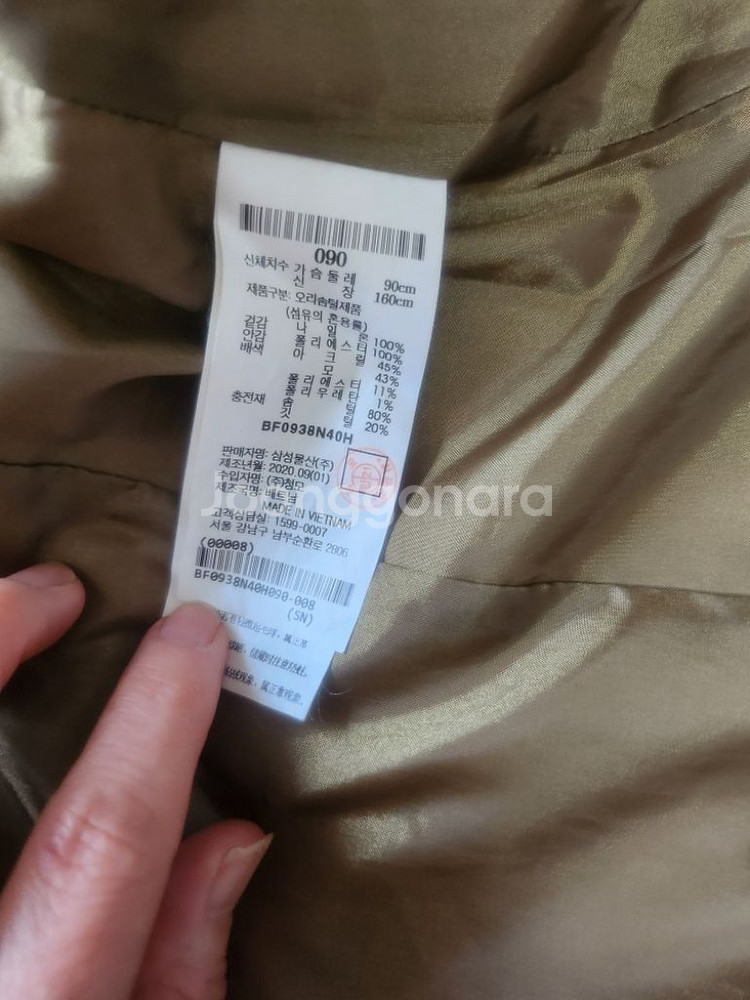 090
신체치수 가슴둘레 90cm
신장 160cm
제품구분: 오리솜털제품
(섬유의 혼용률)
겉감 나일론 100%
안감 폴리에스터 100%
배색 아크릴 45%
모 43%
폴리에스터 11%
폴리우레탄 1%
충전재 솜털 80%
깃털 20%
BF0938N40H
판매자명: 삼성물산(주)
제조년월: 2020.09(01)
수입자명: (주)청모
제조국명: 베트남
MADE IN VIETNAM
고객상담실: 1599-0007
서울 강남구 남부순환로 2806
(00008)
BF0938N40H090-008
(SN)
Joonggonara